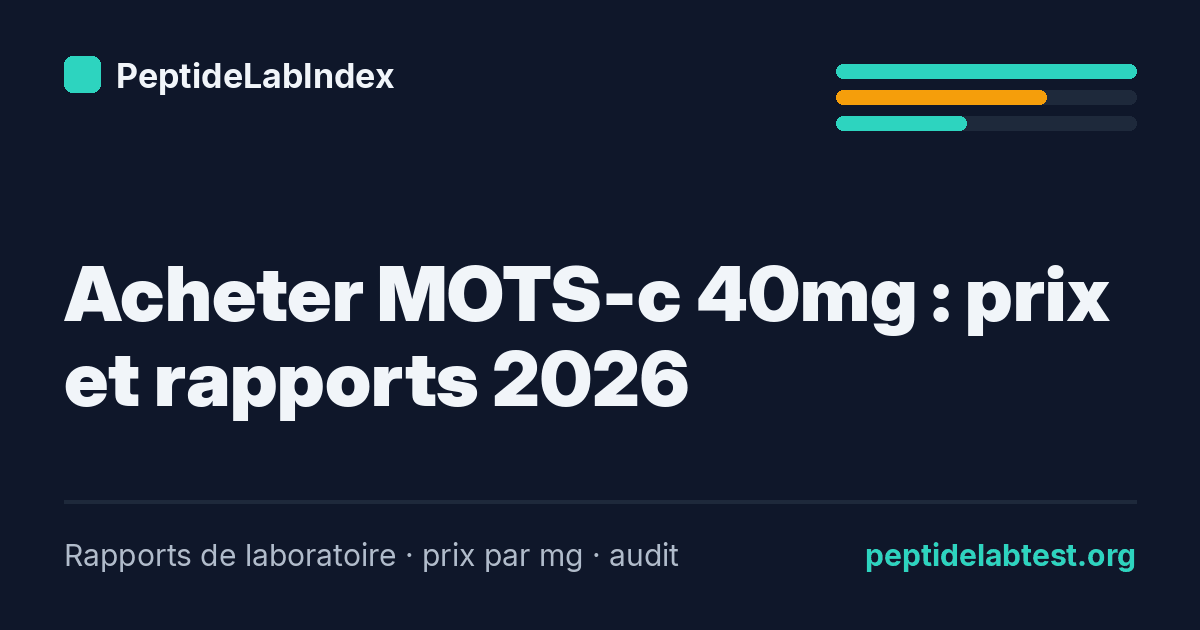 PeptideLabIndex
Acheter MOTS-c 40mg : prix
et rapports 2026
Rapports de laboratoire · prix par mg · audit
peptidelabtest.org